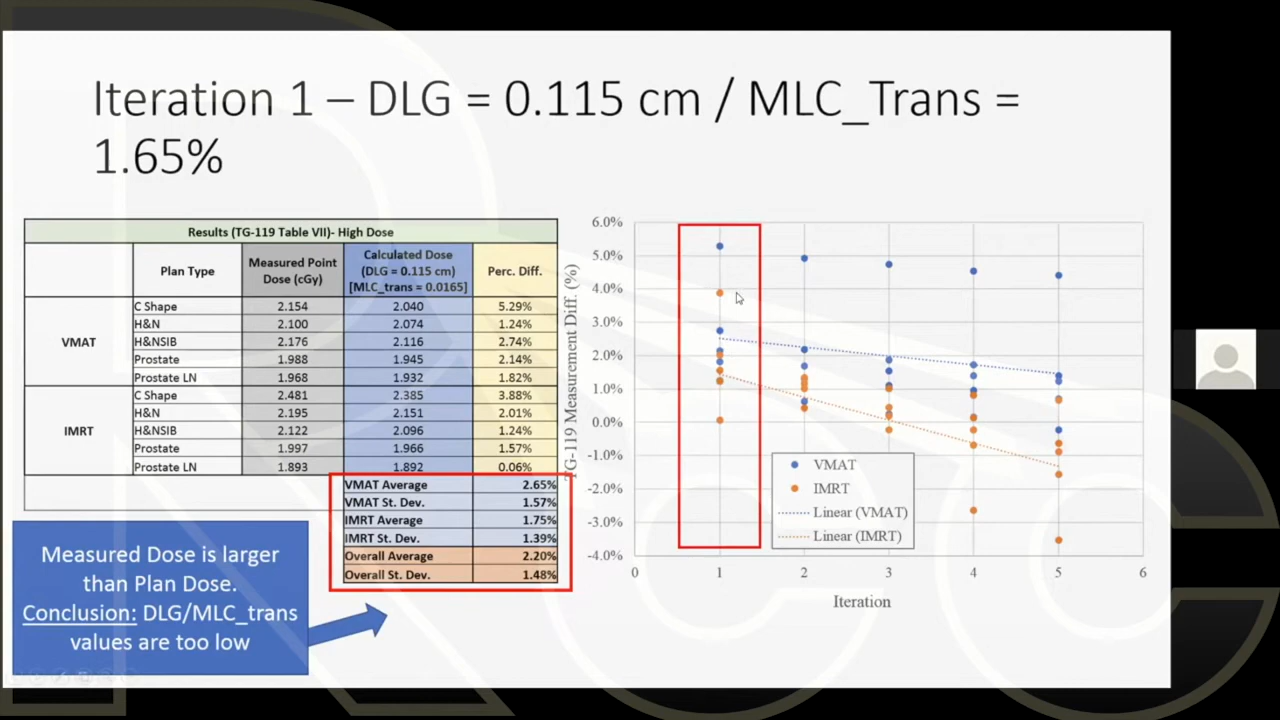 Iteration 1 – DLG = 0.115 cm / MLC_Trans =
1.65%
Results (TG-119 Table VII)- High Dose
Plan Type
Measured Point
Dose (cGy)
Calculated Dose
(DLG = 0.115 cm)
[MLC_trans = 0.0165]
Perc. Diff.
VMAT
C Shape 2.154 2.040 5.29%
H&N 2.100 2.074 1.24%
H&NSIB 2.176 2.116 2.74%
Prostate 1.988 1.945 2.14%
Prostate LN 1.968 1.932 1.82%
IMRT
C Shape 2.481 2.385 3.88%
H&N 2.195 2.151 2.01%
H&NSIB 2.122 2.096 1.24%
Prostate 1.997 1.966 1.57%
Prostate LN 1.893 1.892 0.06%
VMAT Average 2.65%
VMAT St. Dev. 1.57%
IMRT Average 1.75%
IMRT St. Dev. 1.39%
Overall Average 2.20%
Overall St. Dev. 1.48%
Measured Dose is larger
than Plan Dose.
Conclusion: DLG/MLC_trans
values are too low
TG-119 Measurement Diff. (%)
6.0%
5.0%
4.0%
3.0%
2.0%
1.0%
0.0%
-1.0%
-2.0%
-3.0%
-4.0%
0 1 2 3 4 5 6
Iteration
VMAT
IMRT
Linear (VMAT)
Linear (IMRT)